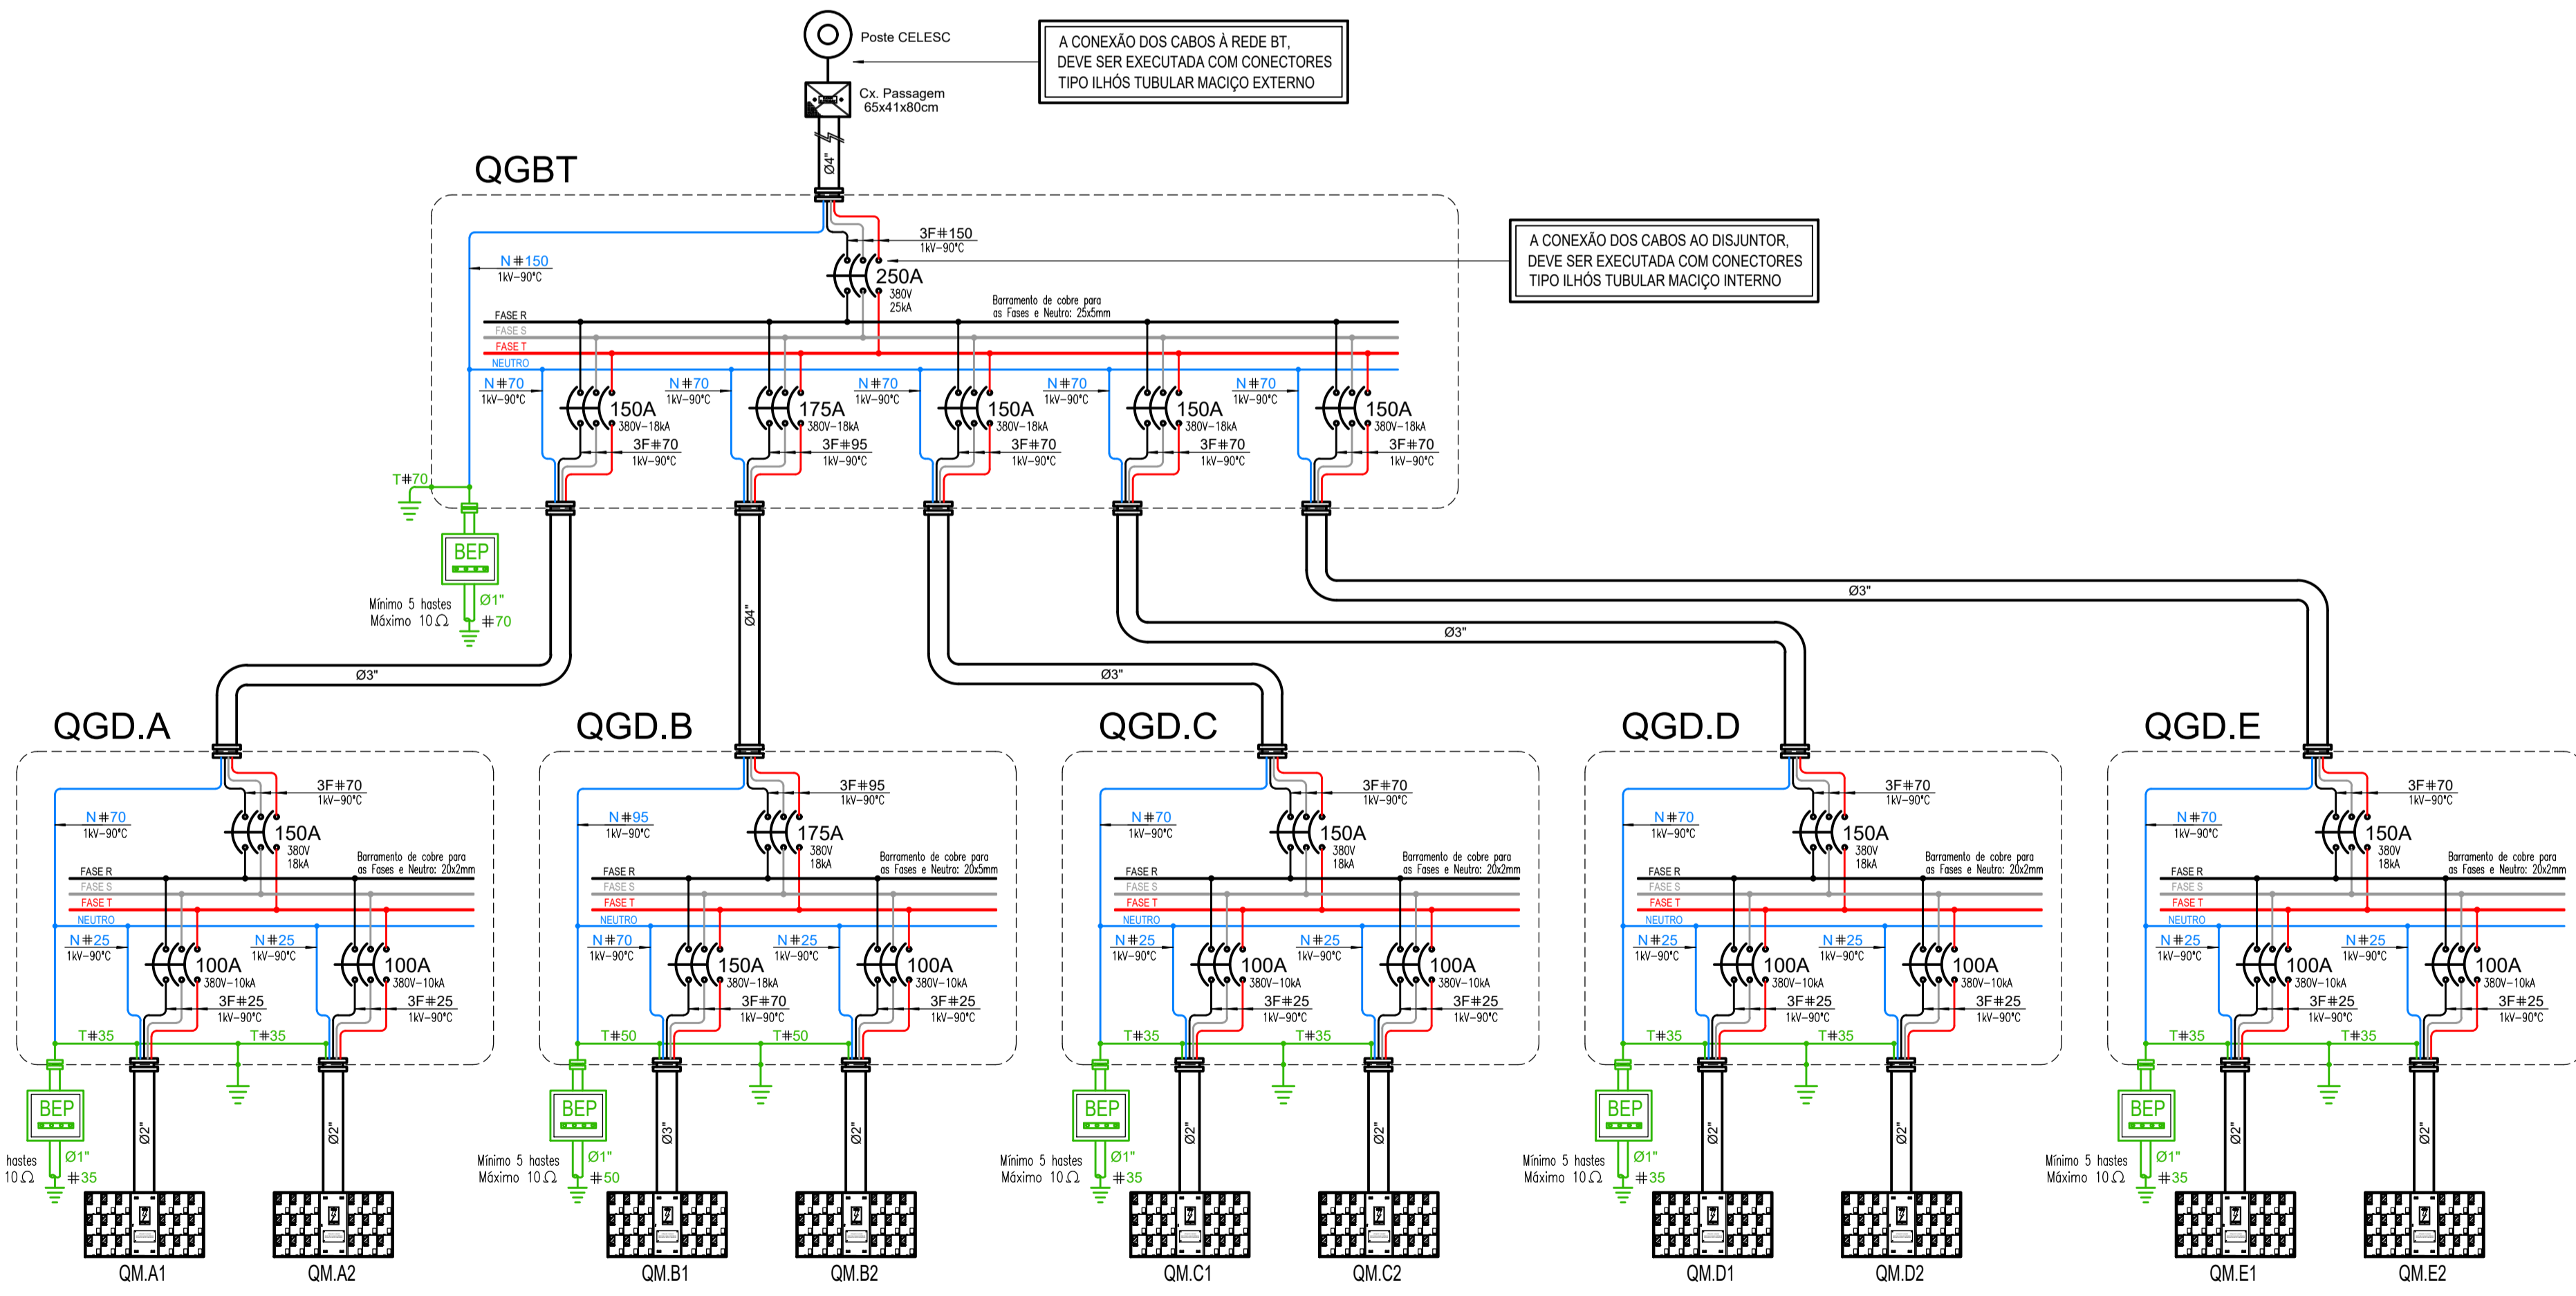 Poste CELESC
A CONEXÃO DOS CABOS À REDE BT,
DEVE SER EXECUTADA COM CONECTORES
TIPO ILHÓS TUBULAR MACIÇO EXTERNO
Cx. Passagem
65x41x80cm
Ø4"
QGBT
3F#150
1kV-90°C
N#150
1kV-90°C
250A
380V
25kA
A CONEXÃO DOS CABOS AO DISJUNTOR,
DEVE SER EXECUTADA COM CONECTORES
TIPO ILHÓS TUBULAR MACIÇO INTERNO
Barramento de cobre para
as Fases e Neutro: 25x5mm
FASE R
FASE S
FASE T
NEUTRO
N#70
1kV-90°C
150A
380V-18kA
3F#70
1kV-90°C
N#70
1kV-90°C
175A
380V-18kA
3F#95
1kV-90°C
N#70
1kV-90°C
150A
380V-18kA
3F#70
1kV-90°C
N#70
1kV-90°C
150A
380V-18kA
3F#70
1kV-90°C
N#70
1kV-90°C
150A
380V-18kA
3F#70
1kV-90°C
T#70
BEP
Mínimo 5 hastes
Máximo 10Ω
Ø1"
#70
Ø3"
Ø4"
Ø3"
Ø3"
Ø3"
QGD.A
3F#70
1kV-90°C
N#70
1kV-90°C
150A
380V
18kA
Barramento de cobre para
as Fases e Neutro: 20x2mm
FASE R
FASE S
FASE T
NEUTRO
N#25
1kV-90°C
100A
380V-10kA
3F#25
1kV-90°C
N#25
1kV-90°C
100A
380V-10kA
3F#25
1kV-90°C
T#35
T#35
BEP
hastes
10Ω
Ø1"
#35
Ø2"
Ø2"
QM.A1
QM.A2
QGD.B
3F#95
1kV-90°C
N#95
1kV-90°C
175A
380V
18kA
Barramento de cobre para
as Fases e Neutro: 20x5mm
FASE R
FASE S
FASE T
NEUTRO
N#70
1kV-90°C
150A
380V-18kA
3F#70
1kV-90°C
N#25
1kV-90°C
100A
380V-10kA
3F#25
1kV-90°C
T#50
T#50
BEP
Mínimo 5 hastes
Máximo 10Ω
Ø1"
#50
Ø3"
Ø2"
QM.B1
QM.B2
QGD.C
3F#70
1kV-90°C
N#70
1kV-90°C
150A
380V
18kA
Barramento de cobre para
as Fases e Neutro: 20x2mm
FASE R
FASE S
FASE T
NEUTRO
N#25
1kV-90°C
100A
380V-10kA
3F#25
1kV-90°C
N#25
1kV-90°C
100A
380V-10kA
3F#25
1kV-90°C
T#35
T#35
BEP
Mínimo 5 hastes
Máximo 10Ω
Ø1"
#35
Ø2"
Ø2"
QM.C1
QM.C2
QGD.D
3F#70
1kV-90°C
N#70
1kV-90°C
150A
380V
18kA
Barramento de cobre para
as Fases e Neutro: 20x2mm
FASE R
FASE S
FASE T
NEUTRO
N#25
1kV-90°C
100A
380V-10kA
3F#25
1kV-90°C
N#25
1kV-90°C
100A
380V-10kA
3F#25
1kV-90°C
T#35
T#35
BEP
Mínimo 5 hastes
Máximo 10Ω
Ø1"
#35
Ø2"
Ø2"
QM.D1
QM.D2
QGD.E
3F#70
1kV-90°C
N#70
1kV-90°C
150A
380V
18kA
Barramento de cobre para
as Fases e Neutro: 20x2mm
FASE R
FASE S
FASE T
NEUTRO
N#25
1kV-90°C
100A
380V-10kA
3F#25
1kV-90°C
N#25
1kV-90°C
100A
380V-10kA
3F#25
1kV-90°C
T#35
T#35
BEP
Mínimo 5 hastes
Máximo 10Ω
Ø1"
#35
Ø2"
Ø2"
QM.E1
QM.E2